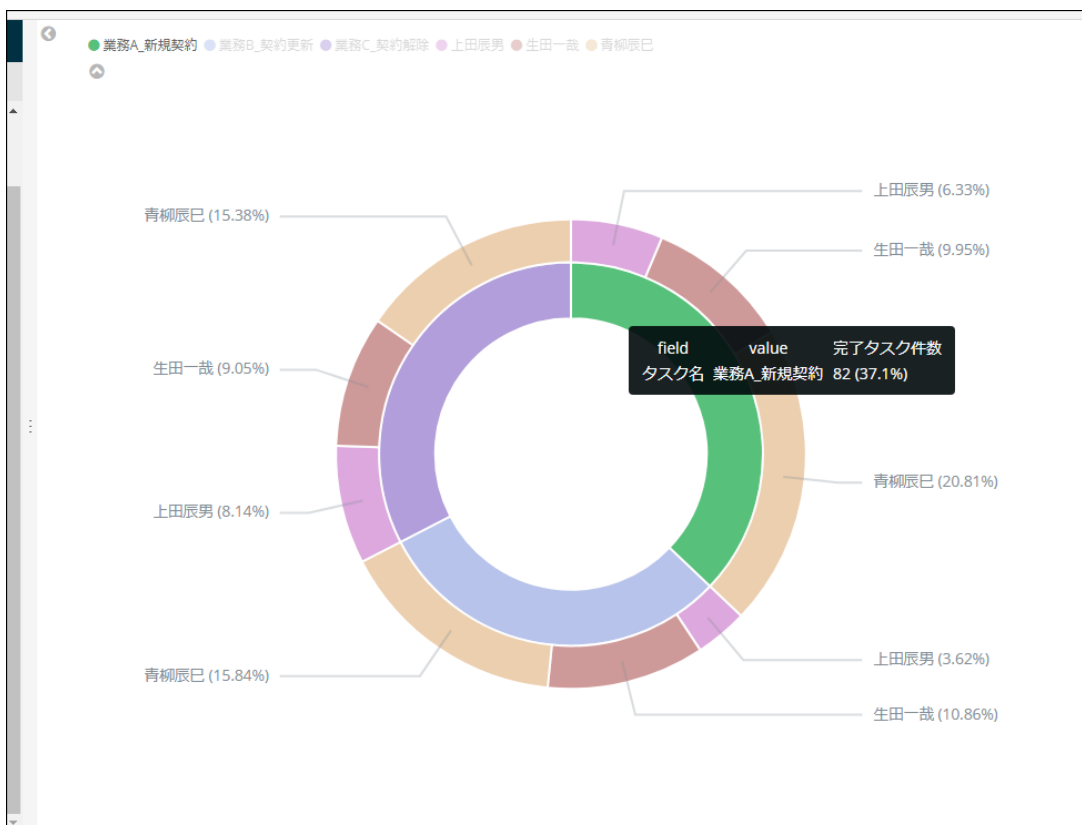 業務A_新規契約 業務B_契約更新 業務C_契約解除 上田辰男 生田一哉 青柳辰巳
上田辰男 (6.33%)
青柳辰巳 (15.38%)
生田一哉 (9.95%)
field value 完了タスク件数
タスク名 業務A_新規契約 82 (37.1%)
生田一哉 (9.05%)
青柳辰巳 (20.81%)
上田辰男 (8.14%)
上田辰男 (3.62%)
青柳辰巳 (15.84%)
生田一哉 (10.86%)